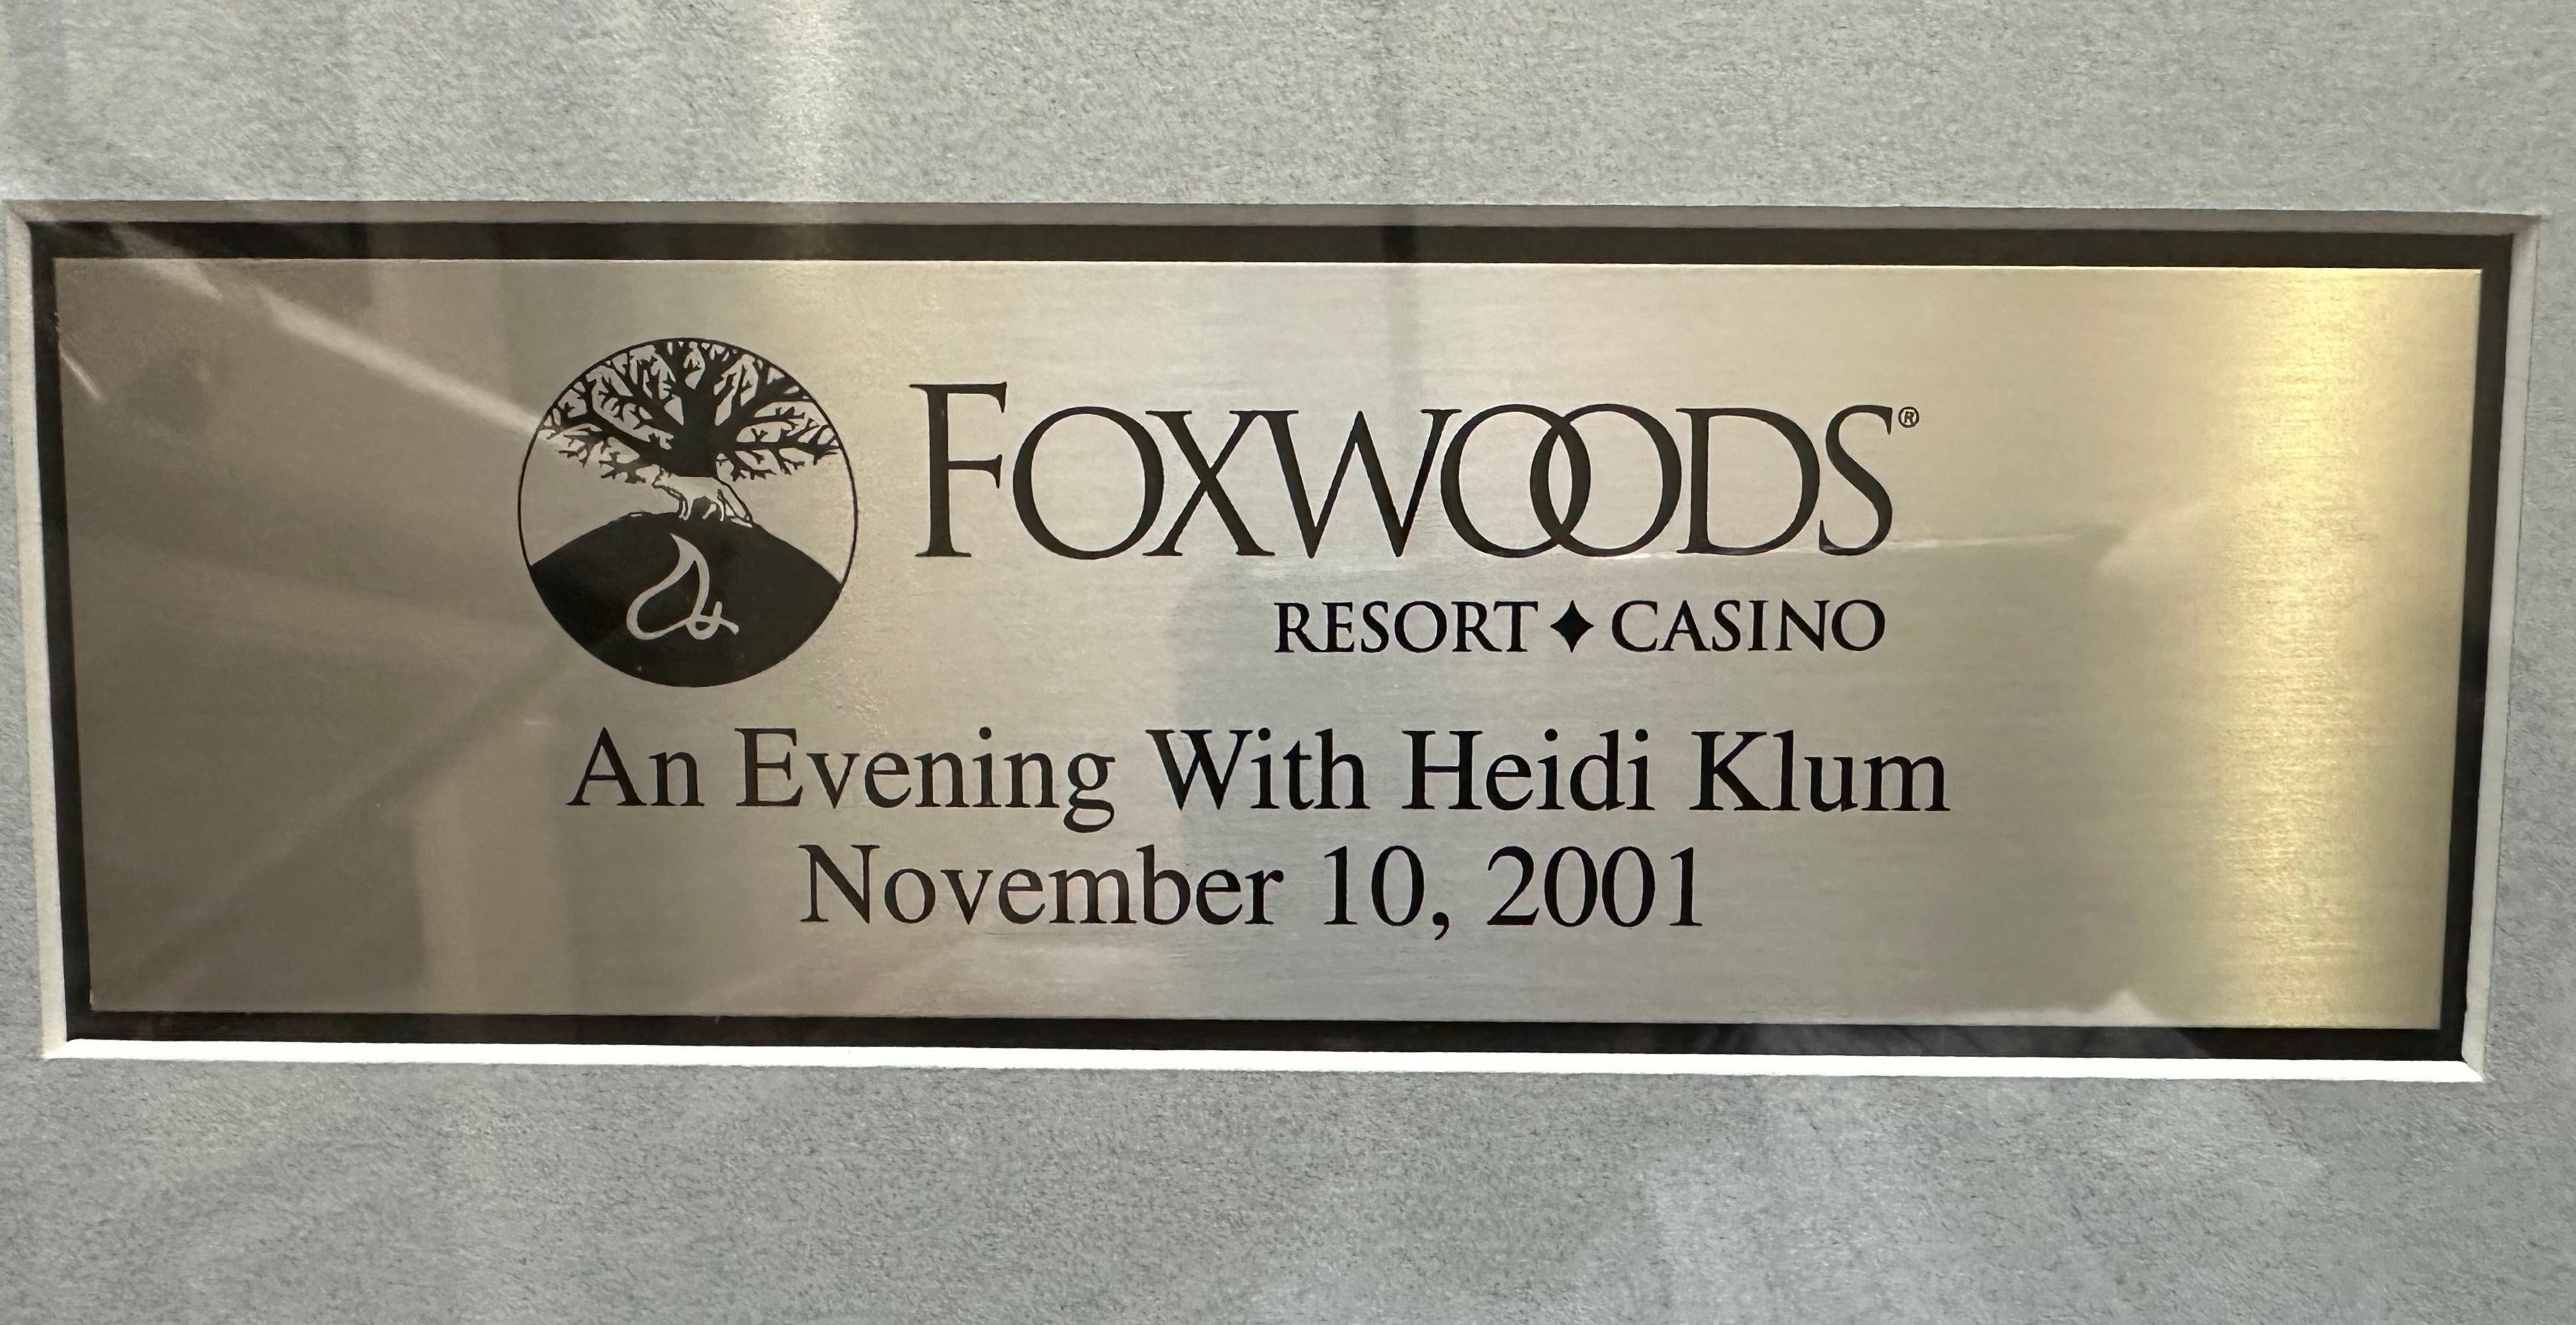 FOXWOODS®
RESORT♦CASINO
An Evening With Heidi Klum
November 10, 2001